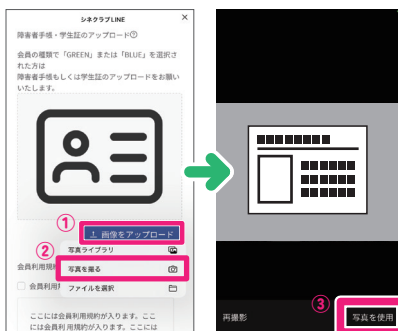 シネクラブLINE
×
障害者手帳・学生証のアップロード?
会員の種類で「GREEN」または「BLUE」を選択さ
れた方は
障害者手帳もしくは学生証のアップロードをお願い
いたします。
①
画像をアップロード
②
写真ライブラリ
写真を撮る
ファイルを選択
会員利用規約
会員利用規
ここには会員利用規約が入ります。ここ
には会員利用規約が入ります。ここには
再撮影
③
写真を使用